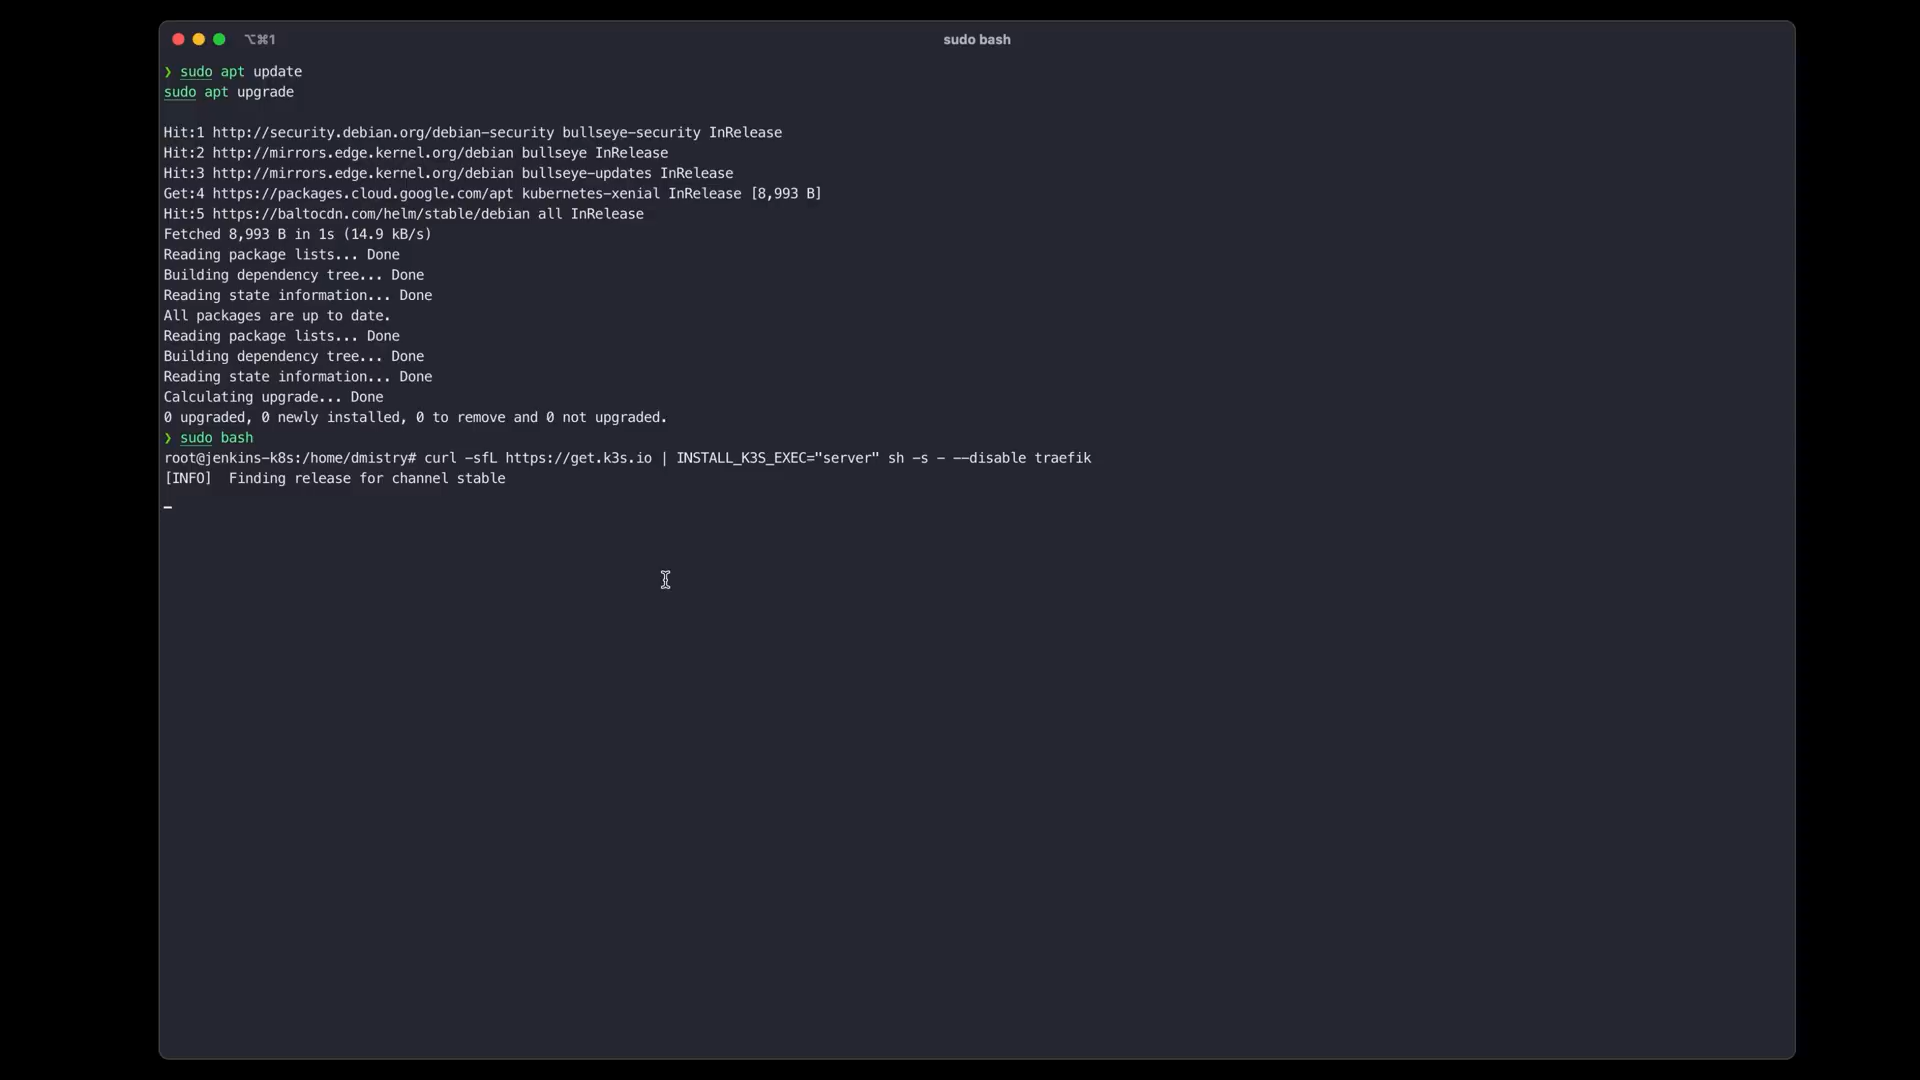 ⌥⌘1
sudo bash
❯ sudo apt update
sudo apt upgrade
Hit:1 http://security.debian.org/debian-security bullseye-security InRelease
Hit:2 http://mirrors.edge.kernel.org/debian bullseye InRelease
Hit:3 http://mirrors.edge.kernel.org/debian bullseye-updates InRelease
Get:4 https://packages.cloud.google.com/apt kubernetes-xenial InRelease [8,993 B]
Hit:5 https://baltocdn.com/helm/stable/debian all InRelease
Fetched 8,993 B in 1s (14.9 kB/s)
Reading package lists... Done
Building dependency tree... Done
Reading state information... Done
All packages are up to date.
Reading package lists... Done
Building dependency tree... Done
Reading state information... Done
Calculating upgrade... Done
0 upgraded, 0 newly installed, 0 to remove and 0 not upgraded.
❯ sudo bash
root@jenkins-k8s:/home/dmistry# curl -sfL https://get.k3s.io | INSTALL_K3S_EXEC="server" sh -s - --disable traefik
[INFO]  Finding release for channel stable